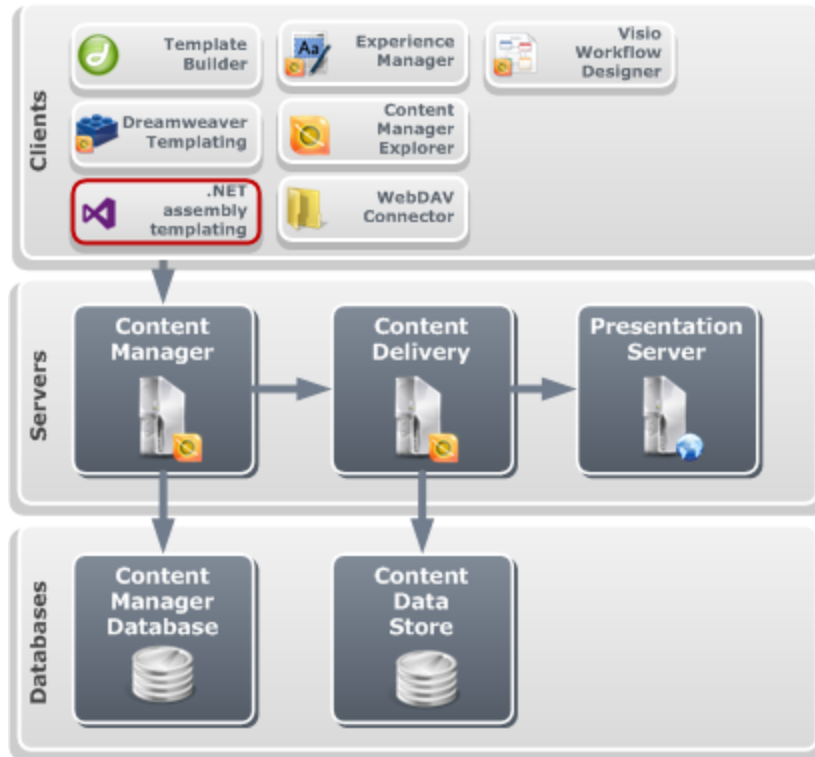 Clients
Template
Builder
Experience
Manager
Aa
Visio
Workflow
Designer
Dreamweaver
Templating
Content
Manager
Explorer
.NET
assembly
templating
WebDAV
Connector
Servers
Content
Manager
Content
Delivery
Presentation
Server
Databases
Content
Manager
Database
Content
Data
Store